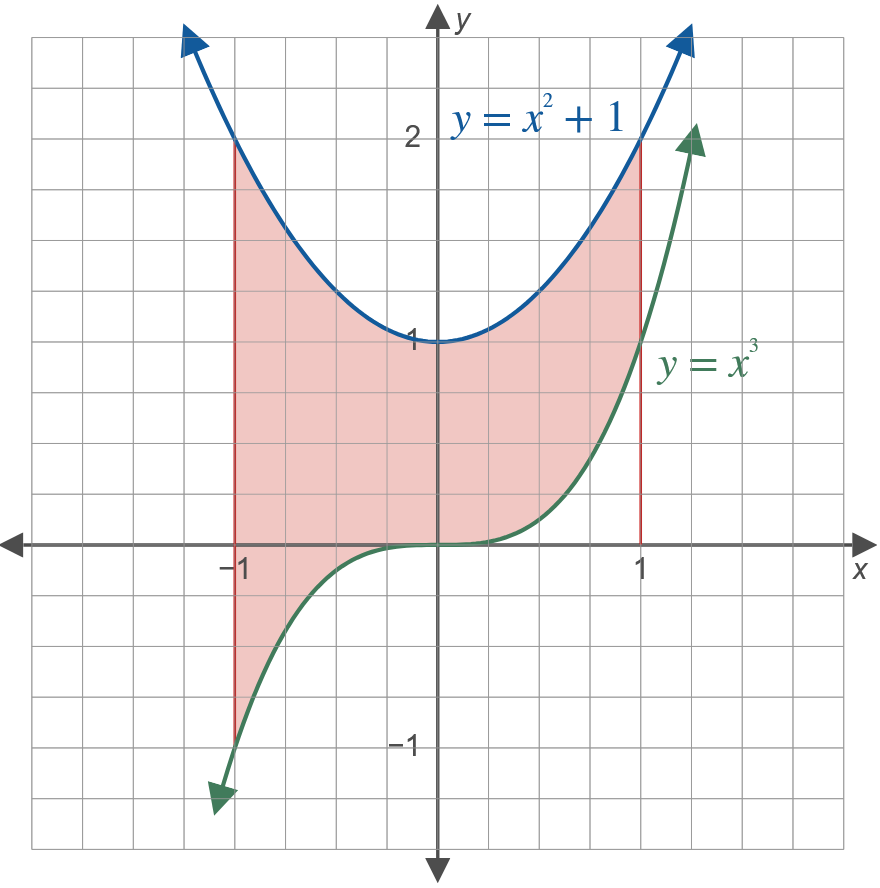 y
y = x² + 1
2
1
y = x³
−1
1
x
−1